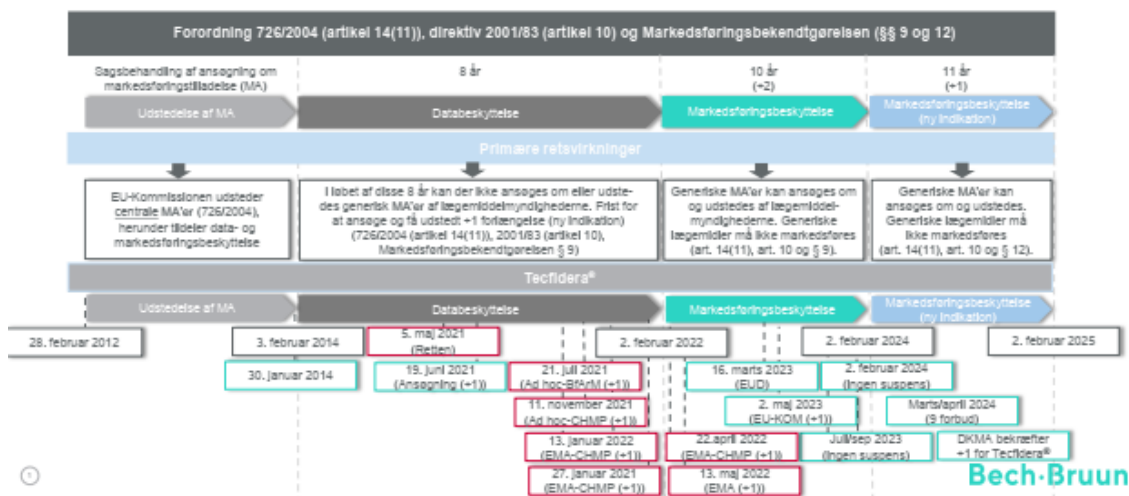 Forordning 726/2004 (artikel 14(11)), direktiv 2001/83 (artikel 10) og Markedsføringsbekendtgørelsen (§§ 9 og 12)
Sagsbehandling af ansøgning om
markedsføringstilladelse (MA)
8 år
10 år
(+2)
11 år
(+1)
Udstedelse af MA
Databeskyttelse
Markedsføringsbeskyttelse
Markedsføringsbeskyttelse
(ny indikation)
Primære retsvirkninger
EU-Kommissionen udsteder
centrale MA'er (726/2004),
herunder tildeler data- og
markedsføringsbeskyttelse
I løbet af disse 8 år kan der ikke ansøges om eller udste-
des generisk MA'er af lægemiddelmyndighederne. Frist for
at ansøge og få udstedt +1 forlængelse (ny indikation)
(726/2004 (artikel 14(11)), 2001/83 (artikel 10),
Markedsføringsbekendtgørelsen § 9)
Generiske MA'er kan ansøges om
og udstedes af lægemiddel-
myndighederne. Generiske
lægemidler må ikke markedsføres
(art. 14(11), art. 10 og § 9).
Generiske MA'er kan
ansøges om og udstedes.
Generiske lægemidler må
ikke markedsføres
(art. 14(11), art. 10 og § 12).
Tecfidera®
Udstedelse af MA
Databeskyttelse
Markedsføringsbeskyttelse
Markedsføringsbeskyttelse
(ny indikation)
28. februar 2012
3. februar 2014
5. maj 2021
(Retten)
2. februar 2022
2. februar 2024
2. februar 2025
30. januar 2014
19. juni 2021
(Ansøgning (+1))
21. juli 2021
(Ad hoc-BfArM (+1))
16. marts 2023
(EUD)
2. februar 2024
(Ingen suspens)
11. november 2021
(Ad hoc-CHMP (+1))
2. maj 2023
(EU-KOM (+1))
Marts/april 2024
(9 forbud)
13. januar 2022
(EMA-CHMP (+1))
22.april 2022
(EMA-CHMP (+1))
Juli/sep 2023
(Ingen suspens)
DKMA bekræfter
+1 for Tecfidera®
27. januar 2021
(EMA-CHMP (+1))
13. maj 2022
(EMA (+1))
Bech-Bruun